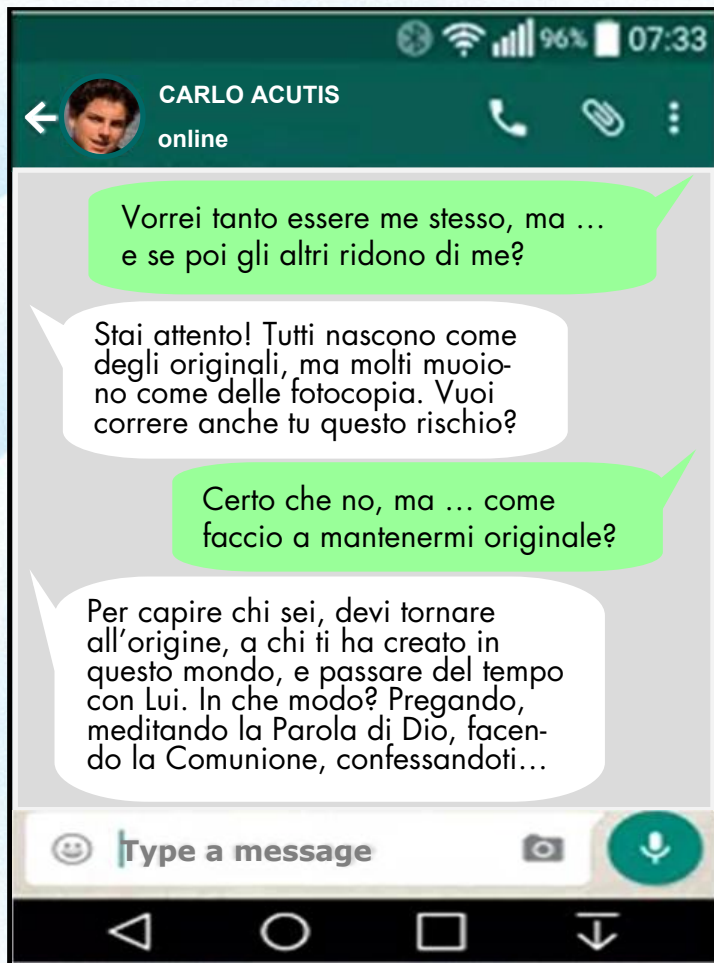 96% 07:33
CARLO ACUTIS
online
Vorrei tanto essere me stesso, ma …
e se poi gli altri ridono di me?
Stai attento! Tutti nascono come
degli originali, ma molti muoio-
no come delle fotocopia. Vuoi
correre anche tu questo rischio?
Certo che no, ma … come
faccio a mantenermi originale?
Per capire chi sei, devi tornare
all’origine, a chi ti ha creato in
questo mondo, e passare del tempo
con Lui. In che modo? Pregando,
meditando la Parola di Dio, facen-
do la Comunione, confessandoti…
Type a message